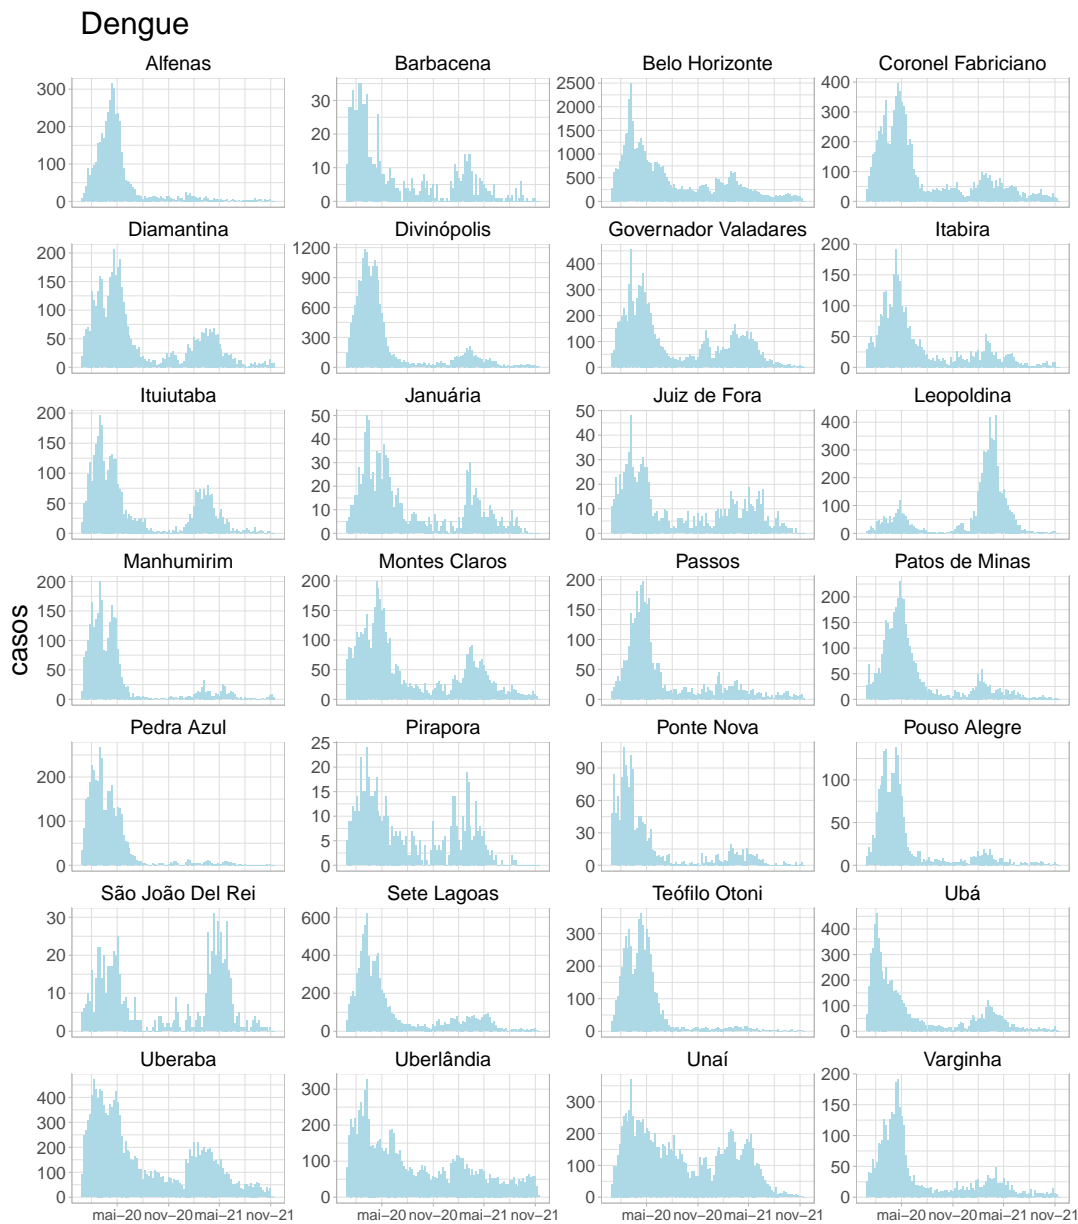 Dengue
Alfenas Barbacena Belo Horizonte Coronel Fabriciano
300 200 100 0
30 20 10 0
2500 2000 1500 1000 500 0
400 300 200 100 0
Diamantina Divinópolis Governador Valadares Itabira
200 150 100 50 0
1200 900 600 300 0
400 300 200 100 0
200 150 100 50 0
Ituiutaba Januária Juiz de Fora Leopoldina
200 150 100 50 0
50 40 30 20 10 0
50 40 30 20 10 0
400 300 200 100 0
casos
Manhumirim Montes Claros Passos Patos de Minas
200 150 100 50 0
200 150 100 50 0
200 150 100 50 0
200 150 100 50 0
Pedra Azul Pirapora Ponte Nova Pouso Alegre
200 100 0
25 20 15 10 5 0
90 60 30 0
100 50 0
São João Del Rei Sete Lagoas Teófilo Otoni Ubá
30 20 10 0
600 400 200 0
300 200 100 0
400 300 200 100 0
Uberaba Uberlândia Unaí Varginha
400 300 200 100 0
300 200 100 0
300 200 100 0
200 150 100 50 0
mai−20 nov−20 mai−21 nov−21
mai−20 nov−20 mai−21 nov−21
mai−20 nov−20 mai−21 nov−21
mai−20 nov−20 mai−21 nov−21